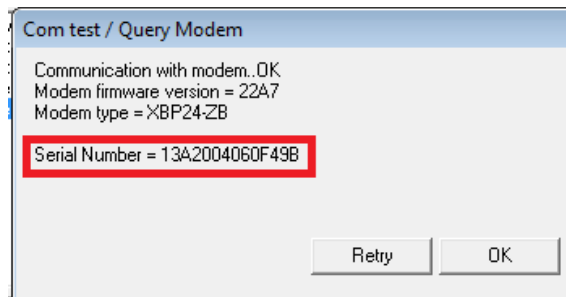 Com test / Query Modem
Communication with modem..OK
Modem firmware version = 22A7
Modem type = XBP24-ZB
Serial Number = 13A2004060F49B
Retry
OK